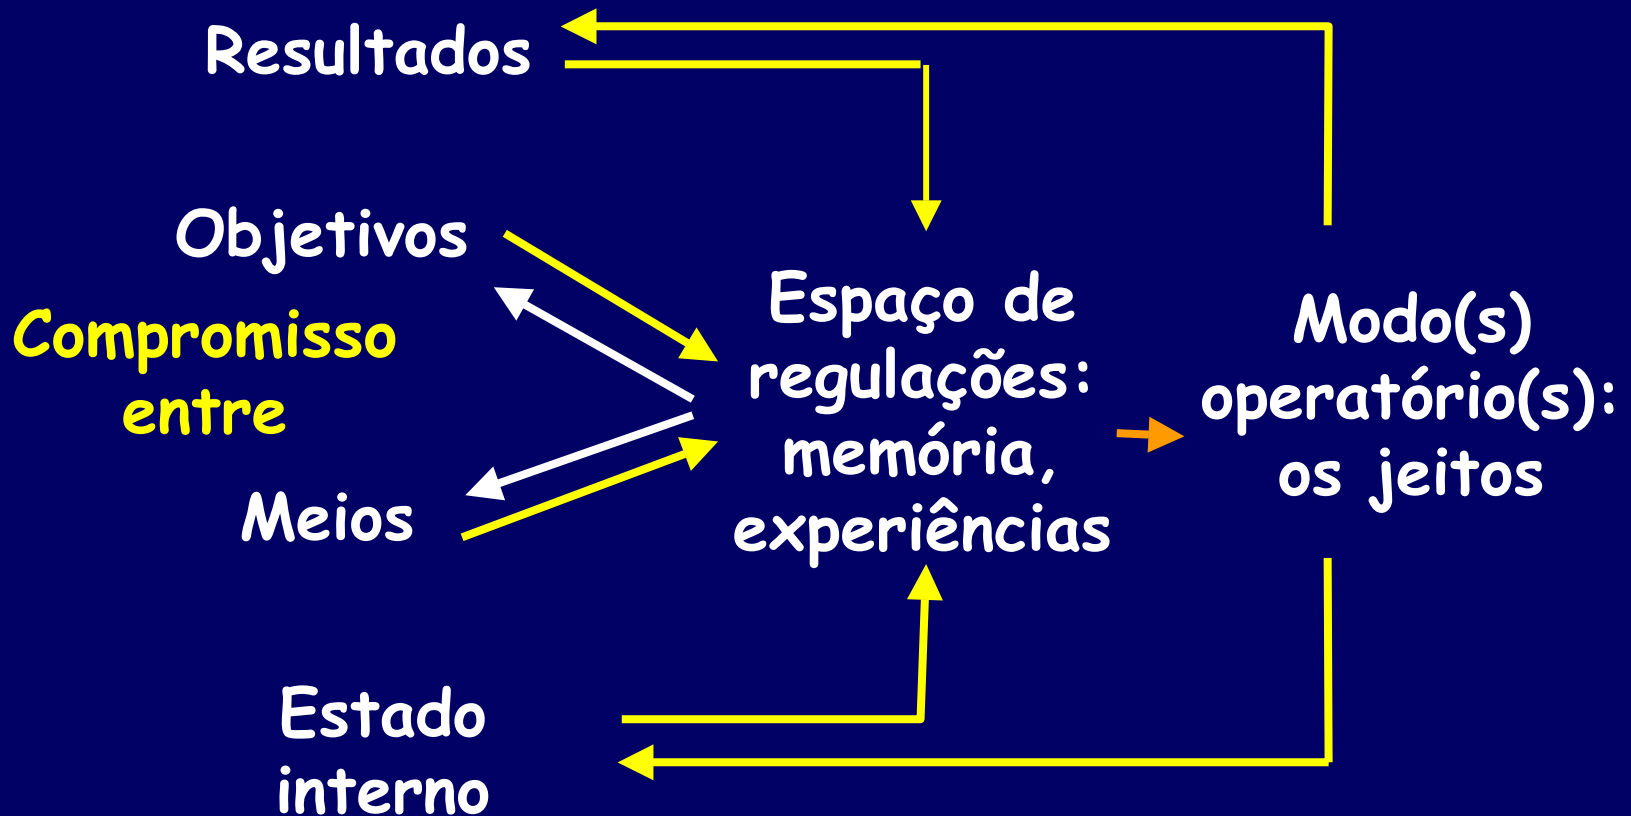 Resultados
Objetivos
Compromisso
entre
Meios
Estado
interno
Espaço de
regulações:
memória,
experiências
Modo(s)
operatório(s):
os jeitos